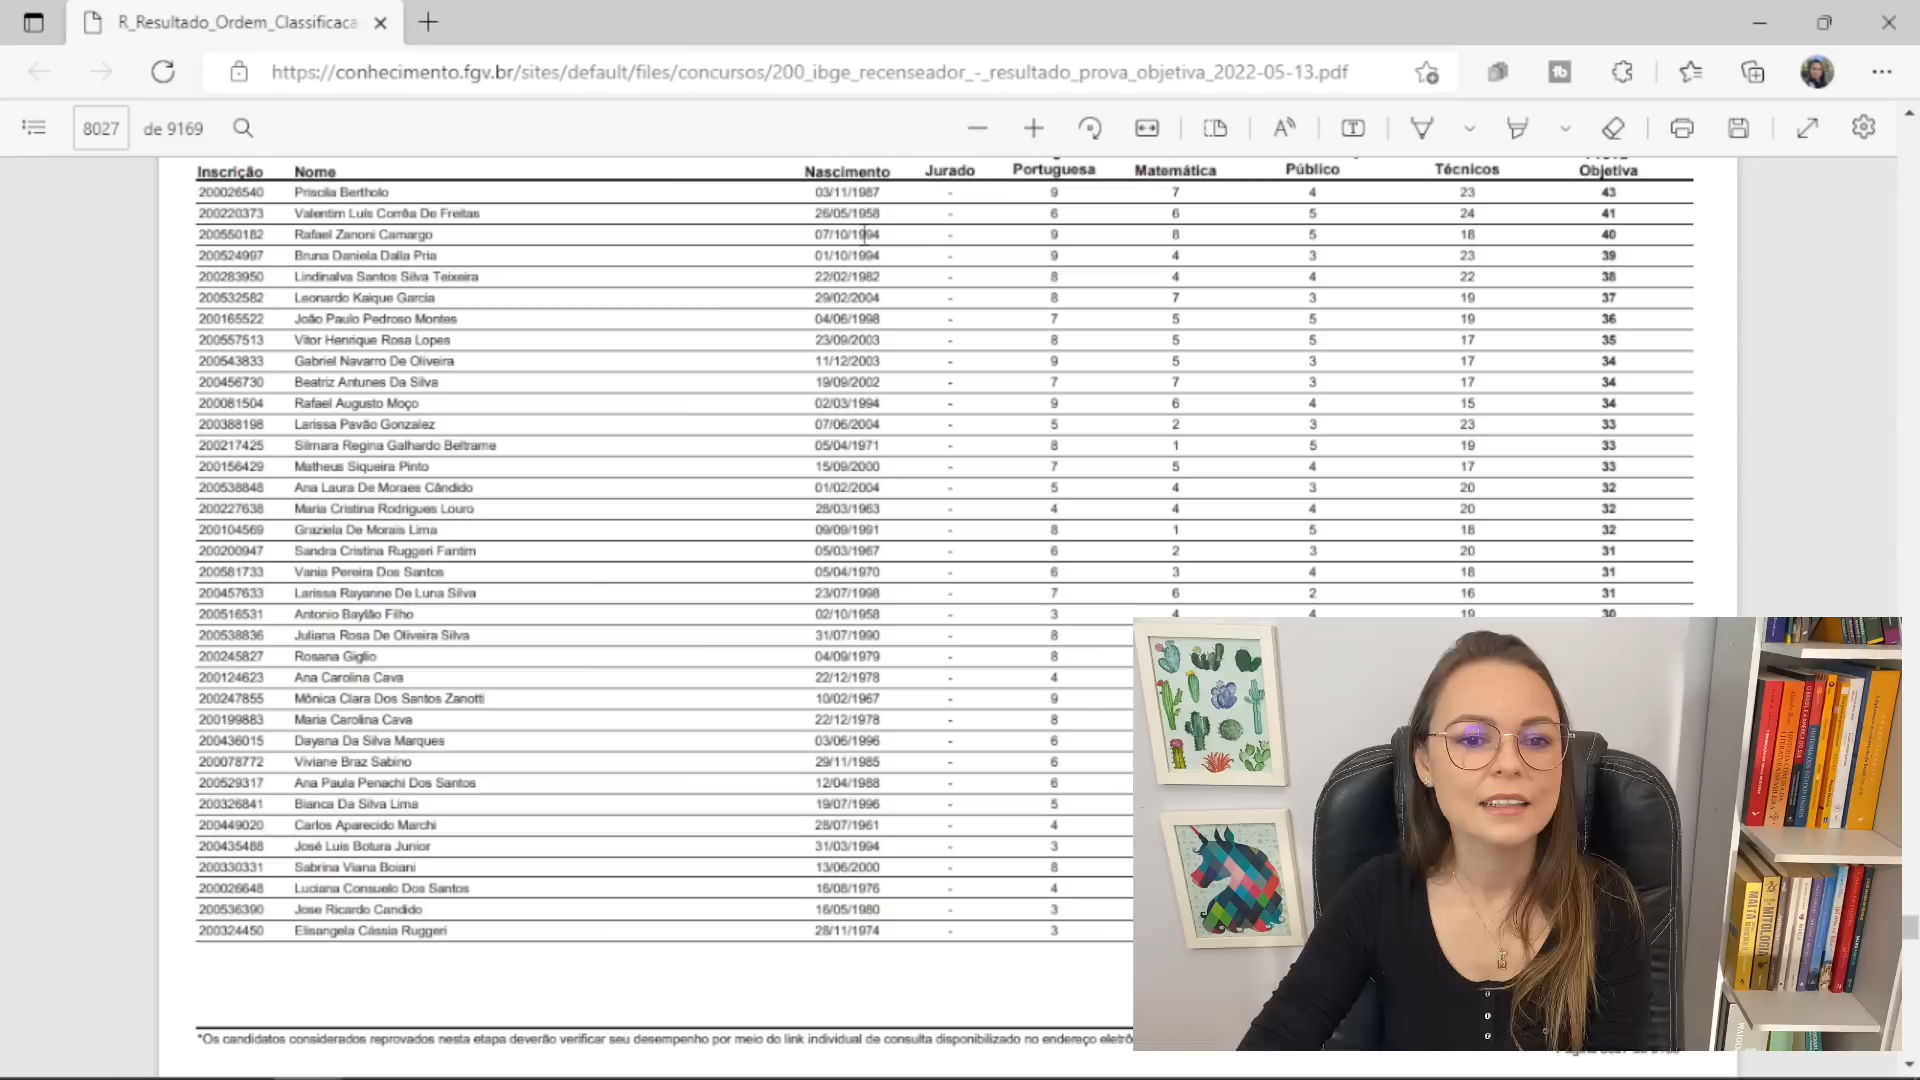 R_Resultado_Ordem_Classificaca
https://conhecimento.fgv.br/sites/default/files/concursos/200_ibge_recenseador_-_resultado_prova_objetiva_2022-05-13.pdf
8027 de 9169
Inscrição Nome Nascimento Jurado Portuguesa Matemática Público Técnicos Objetiva
200026540 Priscila Bertholo 03/11/1987 - 9 7 4 23 43
200220373 Valentim Luis Corrêa De Freitas 26/05/1958 - 6 6 5 24 41
200550182 Rafael Zanoni Camargo 07/10/1994 - 9 8 5 18 40
200524997 Bruna Daniela Dalla Pria 01/10/1994 - 9 4 3 23 39
200283950 Lindinalva Santos Silva Teixeira 22/02/1982 - 8 4 4 22 38
200532582 Leonardo Kaique Garcia 29/02/2004 - 8 7 3 19 37
200165522 João Paulo Pedroso Montes 04/06/1998 - 7 5 5 19 36
200557513 Vitor Henrique Rosa Lopes 23/09/2003 - 8 5 5 17 35
200543833 Gabriel Navarro De Oliveira 11/12/2003 - 9 5 3 17 34
200456730 Beatriz Antunes Da Silva 19/09/2002 - 7 7 3 17 34
200081504 Rafael Augusto Moço 02/03/1994 - 9 6 4 15 34
200388198 Larissa Pavão Gonzalez 07/06/2004 - 5 2 3 23 33
200217425 Silmara Regina Galhardo Beltrame 05/04/1971 - 8 1 5 19 33
200156429 Matheus Siqueira Pinto 15/09/2000 - 7 5 4 17 33
200538848 Ana Laura De Moraes Cândido 01/02/2004 - 5 4 3 20 32
200227638 Maria Cristina Rodrigues Louro 28/03/1963 - 4 4 4 20 32
200104569 Graziela De Morais Lima 09/09/1991 - 8 1 5 18 32
200200947 Sandra Cristina Ruggeri Fantim 05/03/1967 - 6 2 3 20 31
200581733 Vania Pereira Dos Santos 05/04/1970 - 6 3 4 18 31
200457633 Larissa Rayanne De Luna Silva 23/07/1998 - 7 6 2 16 31
200516531 Antonio Baylão Filho 02/10/1958 - 3 4 4 19 30
200538836 Juliana Rosa De Oliveira Silva 31/07/1990 - 8
200245827 Rosana Giglio 04/09/1979 - 8
200124623 Ana Carolina Cava 22/12/1978 - 4
200247855 Mônica Clara Dos Santos Zanotti 10/02/1967 - 9
200199883 Maria Carolina Cava 22/12/1978 - 8
200436015 Dayana Da Silva Marques 03/06/1996 - 6
200078772 Viviane Braz Sabino 29/11/1985 - 6
200529317 Ana Paula Penachi Dos Santos 12/04/1988 - 6
200326841 Bianca Da Silva Lima 19/07/1996 - 5
200449020 Carlos Aparecido Marchi 28/07/1961 - 4
200435488 José Luis Botura Junior 31/03/1994 - 3
200330331 Sabrina Viana Boiani 13/06/2000 - 8
200026648 Luciana Consuelo Dos Santos 16/08/1976 - 4
200536390 Jose Ricardo Candido 16/05/1980 - 3
200324450 Elisangela Cássia Ruggeri 28/11/1974 - 3
*Os candidatos considerados reprovados nesta etapa deverão verificar seu desempenho por meio do link individual de consulta disponibilizado no endereço eletrô
MITOLOGIA